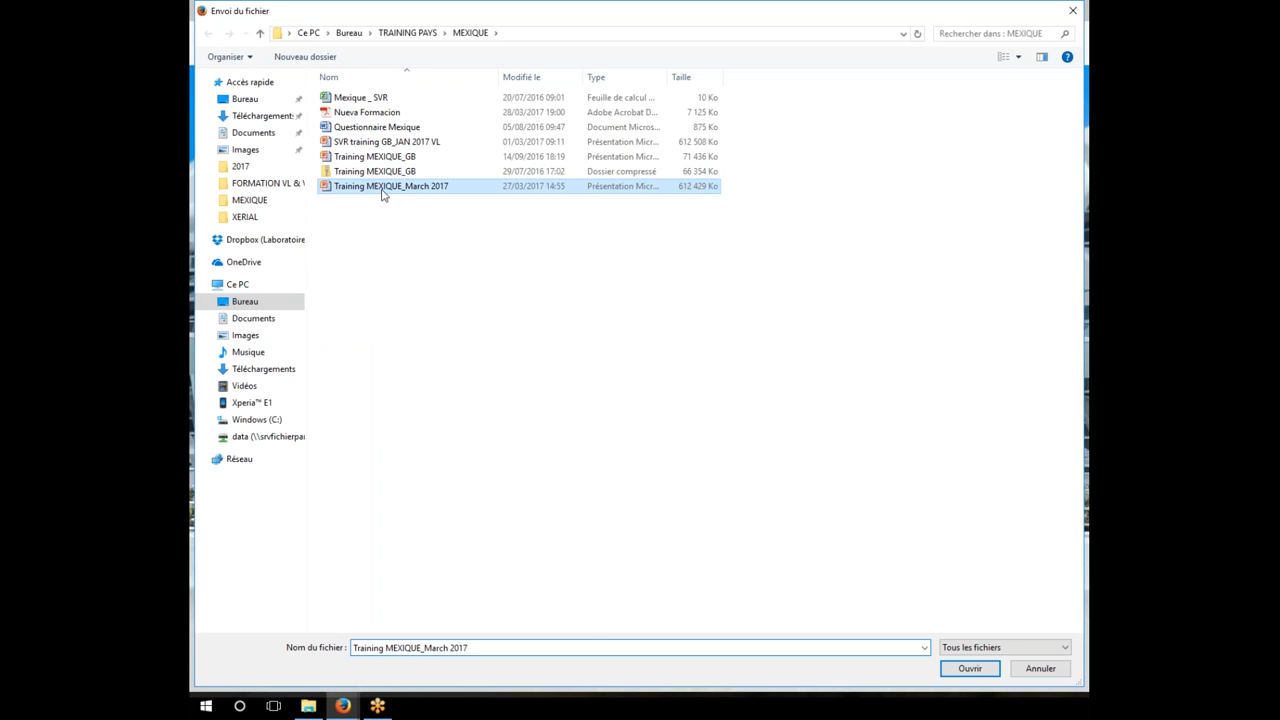 Envoi du fichier
Ce PC > Bureau > TRAINING PAYS > MEXIQUE >
Rechercher dans : MEXIQUE
Organiser
Nouveau dossier
Nom Modifié le Type Taille
Accès rapide
Bureau
Téléchargement:
Documents
Images
2017
FORMATION VL &
MEXIQUE
XERIAL
Dropbox (Laboratoire
OneDrive
Ce PC
Bureau
Documents
Images
Musique
Téléchargements
Vidéos
Xperia™ E1
Windows (C:)
data (\\srvfichierpar
Réseau
Mexique _ SVR 20/07/2016 09:01 Feuille de calcul ... 10 Ko
Nueva Formacion 28/03/2017 19:00 Adobe Acrobat D... 7 125 Ko
Questionnaire Mexique 05/08/2016 09:47 Document Micros... 875 Ko
SVR training GB_JAN 2017 VL 01/03/2017 09:11 Présentation Micr... 612 508 Ko
Training MEXIQUE_GB 14/09/2016 18:19 Présentation Micr... 71 436 Ko
Training MEXIQUE_GB 29/07/2016 17:02 Dossier compressé 66 354 Ko
Training MEXIQUE_March 2017 27/03/2017 14:55 Présentation Micr... 612 429 Ko
Nom du fichier : Training MEXIQUE_March 2017
Tous les fichiers
Ouvrir
Annuler